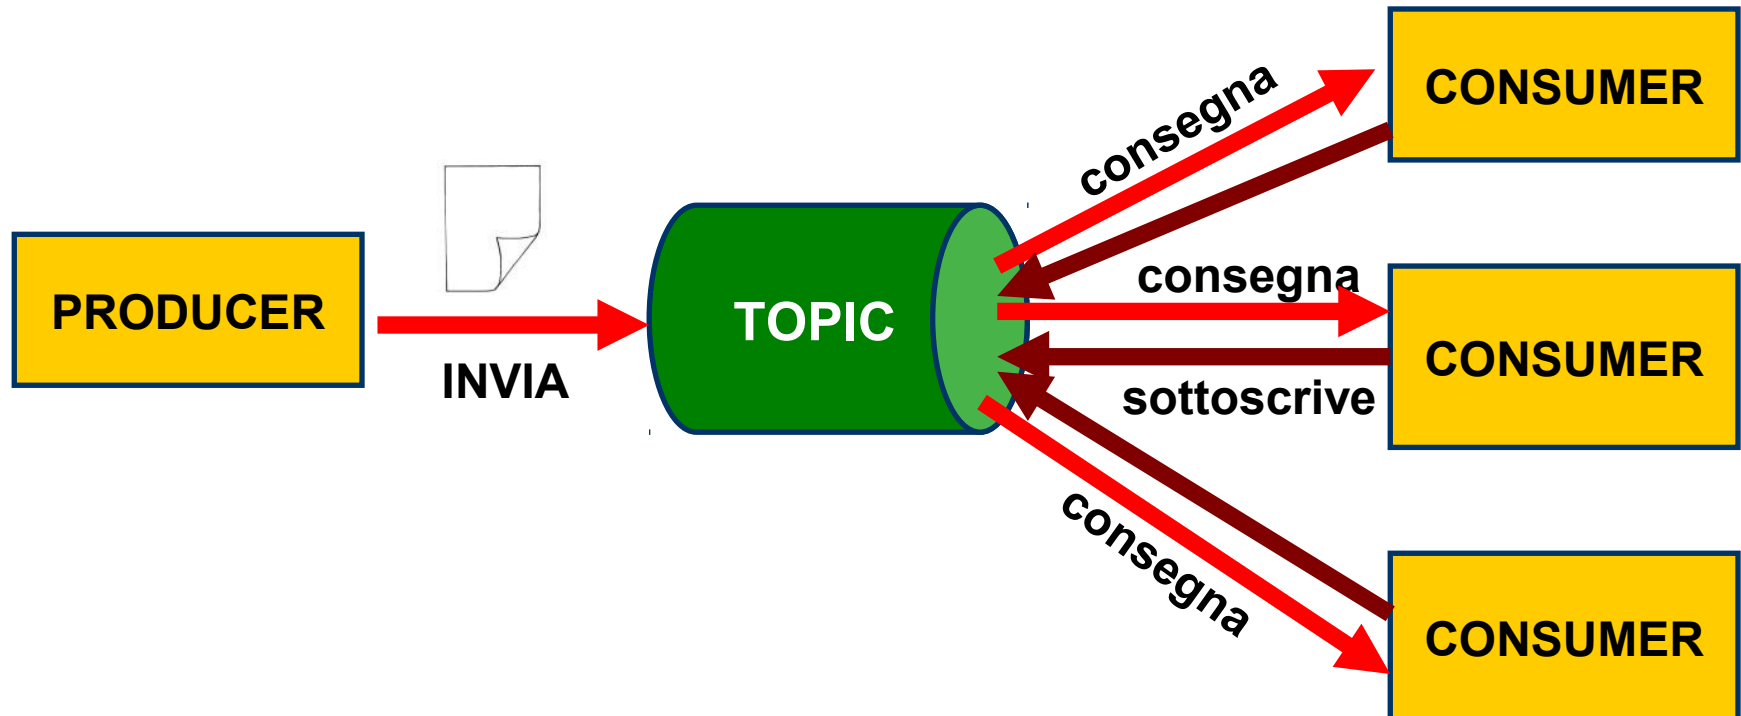 PRODUCER
INVIA
TOPIC
consegna
consegna
sottoscrive
consegna
CONSUMER
CONSUMER
CONSUMER